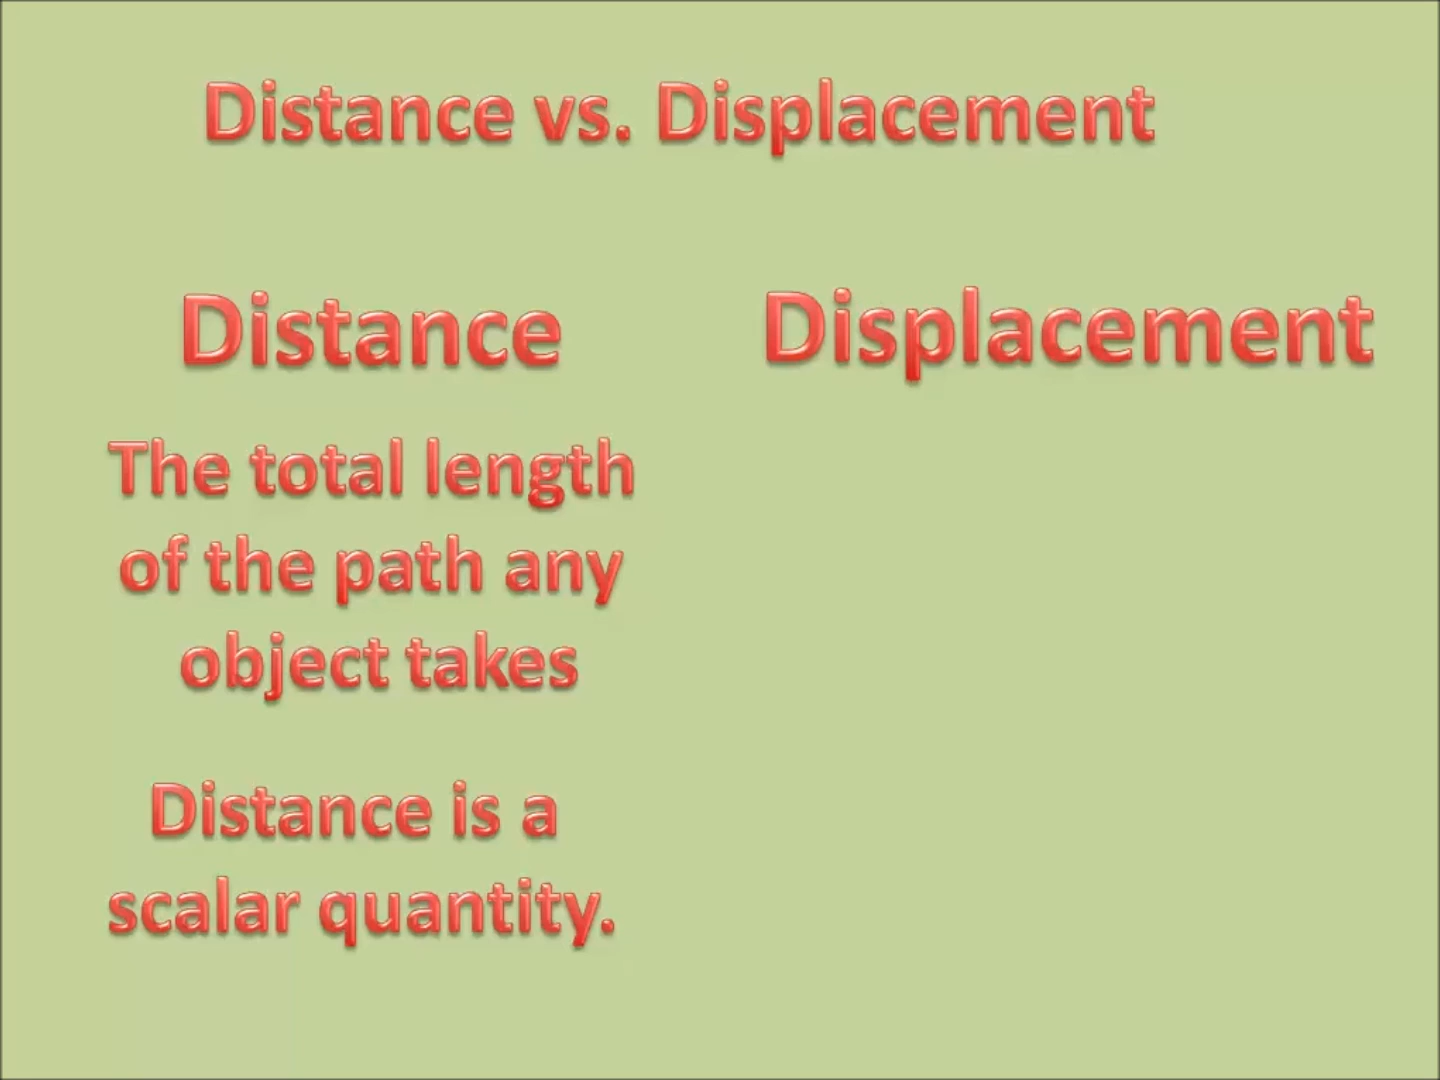 Distance vs. Displacement
Distance
Displacement
The total length
of the path any
object takes
Distance is a
scalar quantity.